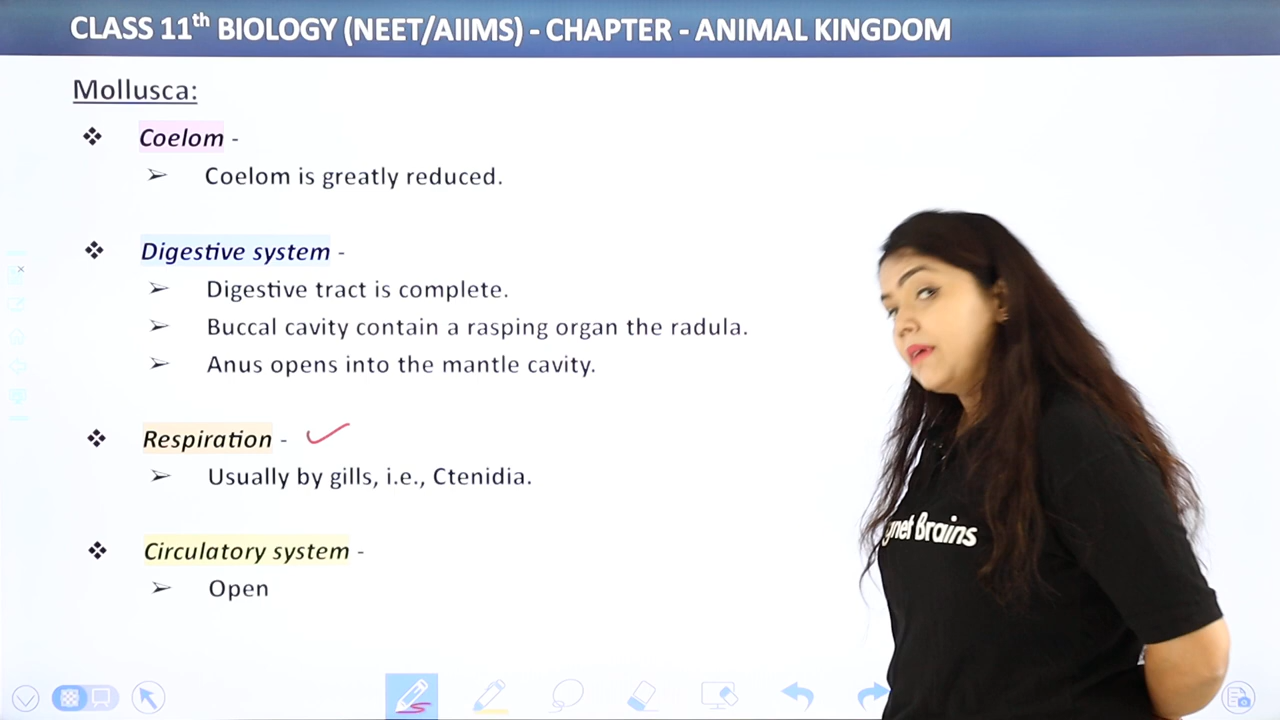 CLASS 11th BIOLOGY (NEET/AIIMS) - CHAPTER - ANIMAL KINGDOM
Mollusca:
❖ Coelom -
➢ Coelom is greatly reduced.
❖ Digestive system -
➢ Digestive tract is complete.
➢ Buccal cavity contain a rasping organ the radula.
➢ Anus opens into the mantle cavity.
❖ Respiration -
➢ Usually by gills, i.e., Ctenidia.
❖ Circulatory system -
➢ Open
gnet Brains